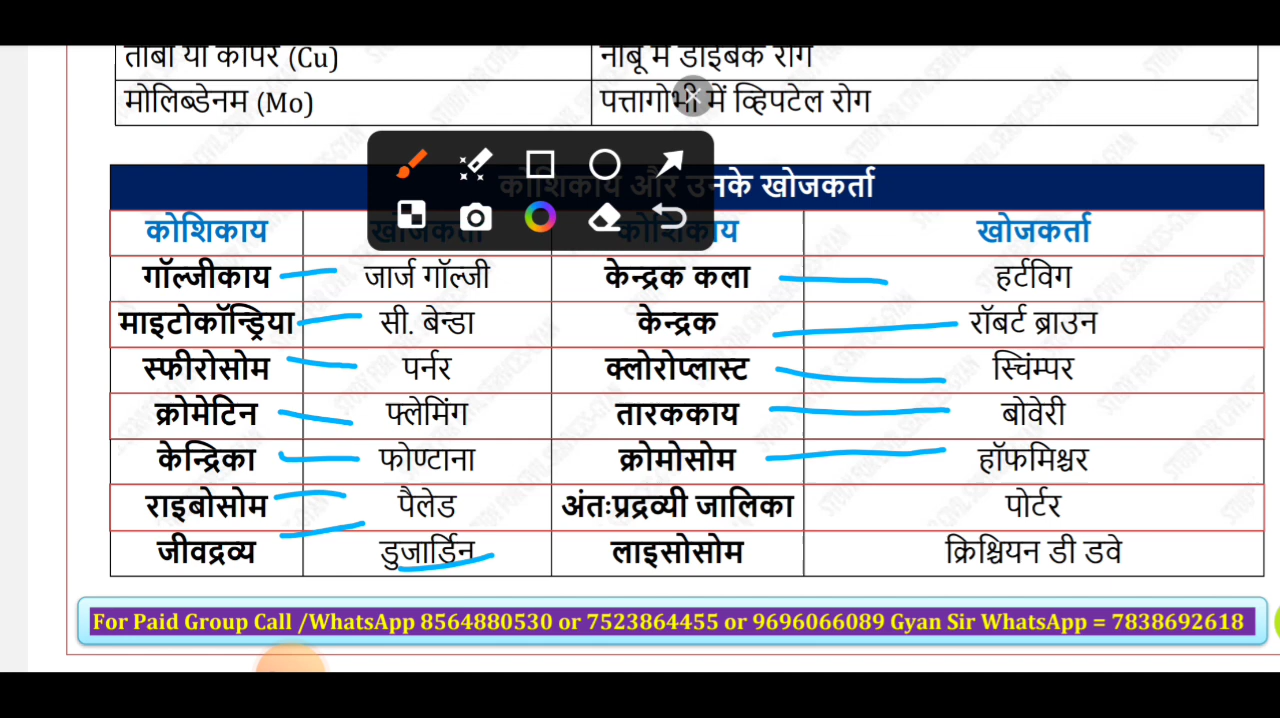 तांबा या कॉपर (Cu) नींबू में डाइबैक रोग
मोलिब्डेनम (Mo) पत्तागोभी में व्हिपटेल रोग
कोशिकाय और उनके खोजकर्ता
कोशिकाय खोजकर्ता कोशिकाय खोजकर्ता
गॉल्जीकाय जार्ज गॉल्जी केन्द्रक कला हर्टविग
माइटोकॉन्ड्रिया सी. बेन्डा केन्द्रक रॉबर्ट ब्राउन
स्फीरोसोम पर्नर क्लोरोप्लास्ट स्चिंम्पर
क्रोमेटिन फ्लेमिंग तारककाय बोवेरी
केन्द्रिका फोण्टाना क्रोमोसोम हॉफमिश्चर
राइबोसोम पैलेड अंतःप्रद्रव्यी जालिका पोर्टर
जीवद्रव्य डुजार्डिन लाइसोसोम क्रिश्चियन डी डवे
For Paid Group Call /WhatsApp 8564880530 or 7523864455 or 9696066089 Gyan Sir WhatsApp = 7838692618